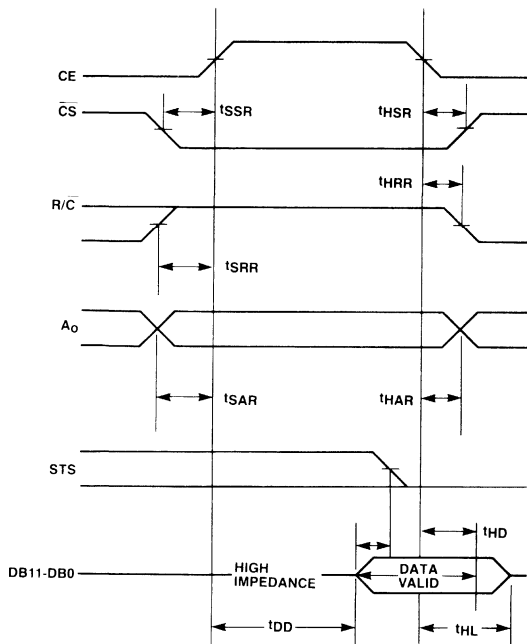 CE
CS
tSSR
tHSR
tHRR
R/C
tSRR
Ao
tSAR
tHAR
STS
tHD
DB11-DB0
HIGH
IMPEDANCE
DATA
VALID
tDD
tHL